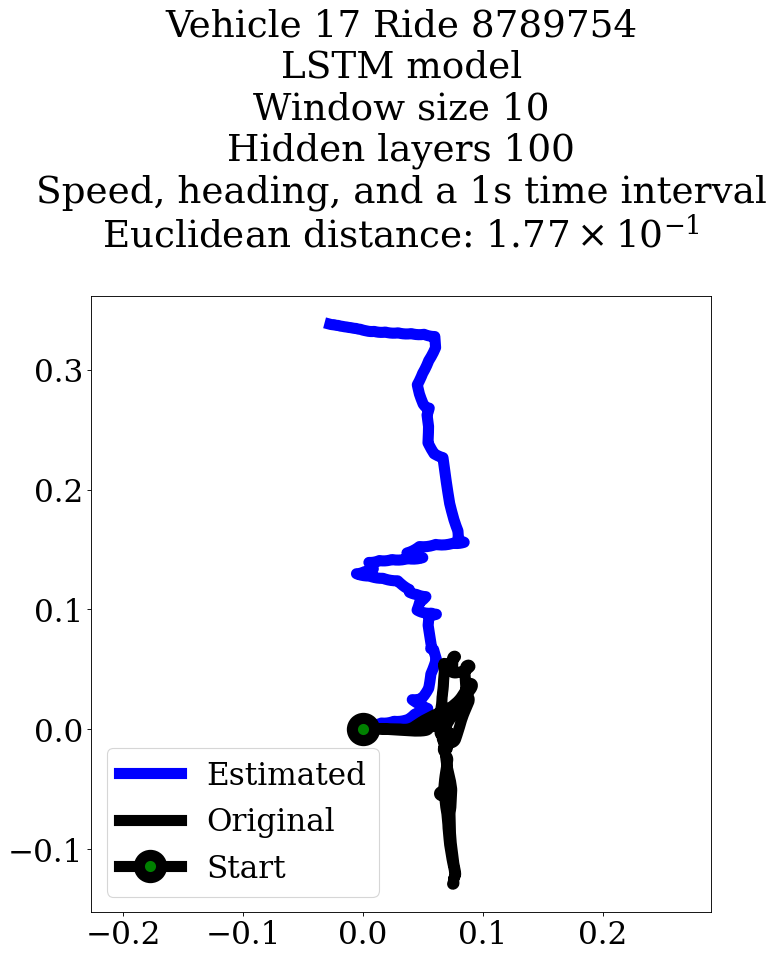 Vehicle 17 Ride 8789754
LSTM model
Window size 10
Hidden layers 100
Speed, heading, and a 1s time interval
Euclidean distance: 1.77 × 10⁻¹
0.3
0.2
0.1
0.0
−0.1
Estimated
Original
Start
−0.2 −0.1 0.0 0.1 0.2